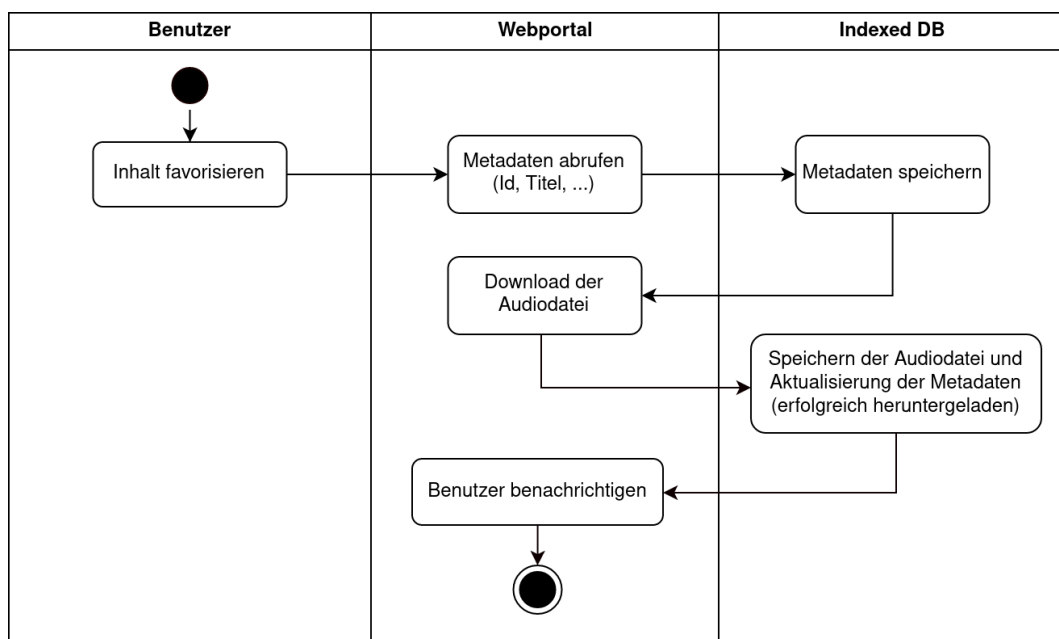 Benutzer
Webportal
Indexed DB
Inhalt favorisieren
Metadaten abrufen
(Id, Titel, ...)
Metadaten speichern
Download der
Audiodatei
Speichern der Audiodatei und
Aktualisierung der Metadaten
(erfolgreich heruntergeladen)
Benutzer benachrichtigen